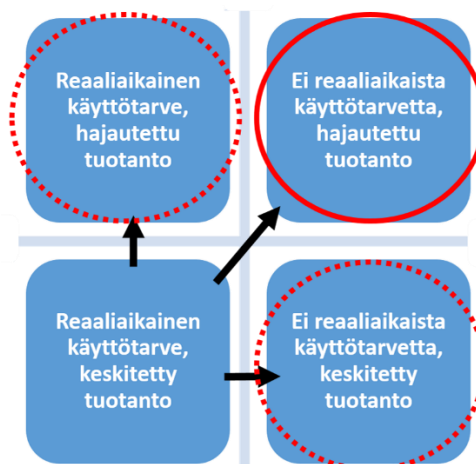 Reaaliaikainen
käyttötarve,
hajautettu
tuotanto
Ei reaaliaikaista
käyttötarvetta,
hajautettu
tuotanto
Reaaliaikainen
käyttötarve,
keskitetty
tuotanto
Ei reaaliaikaista
käyttötarvetta,
keskitetty
tuotanto